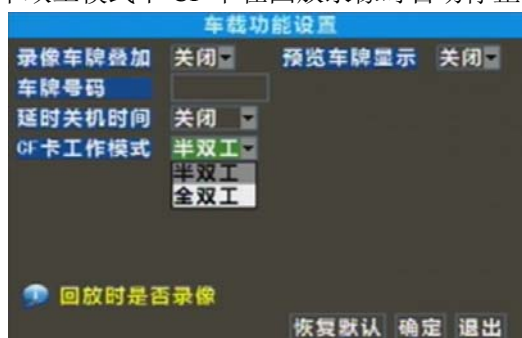 车载功能设置
录像车牌叠加 关闭 预览车牌显示 关闭
车牌号码
延时关机时间 关闭
CF卡工作模式 半双工
半双工
全双工
回放时是否录像
恢复默认 确定 退出